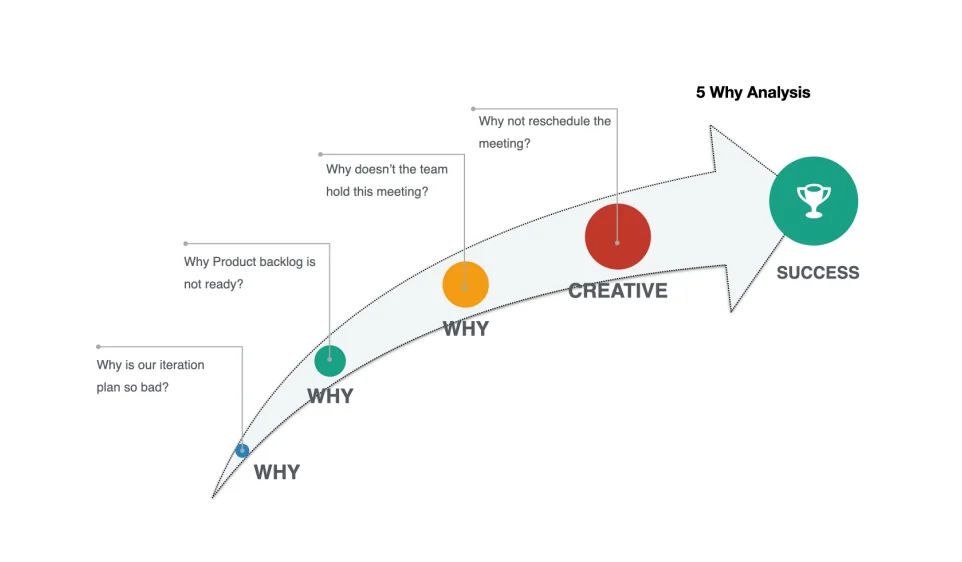 5 Why Analysis
Why not reschedule the
meeting?
Why doesn’t the team
hold this meeting?
Why Product backlog is
not ready?
SUCCESS
CREATIVE
WHY
Why is our iteration
plan so bad?
WHY
WHY